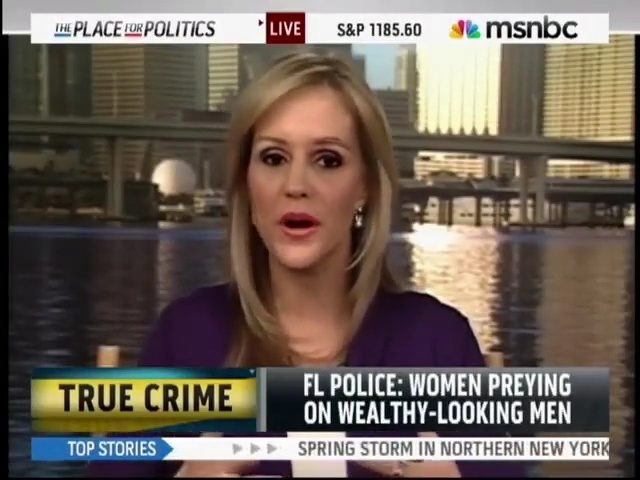 THE PLACE FOR POLITICS
LIVE
S&P 1185.60
msnbc
TRUE CRIME
FL POLICE: WOMEN PREYING
ON WEALTHY-LOOKING MEN
TOP STORIES
SPRING STORM IN NORTHERN NEW YORK